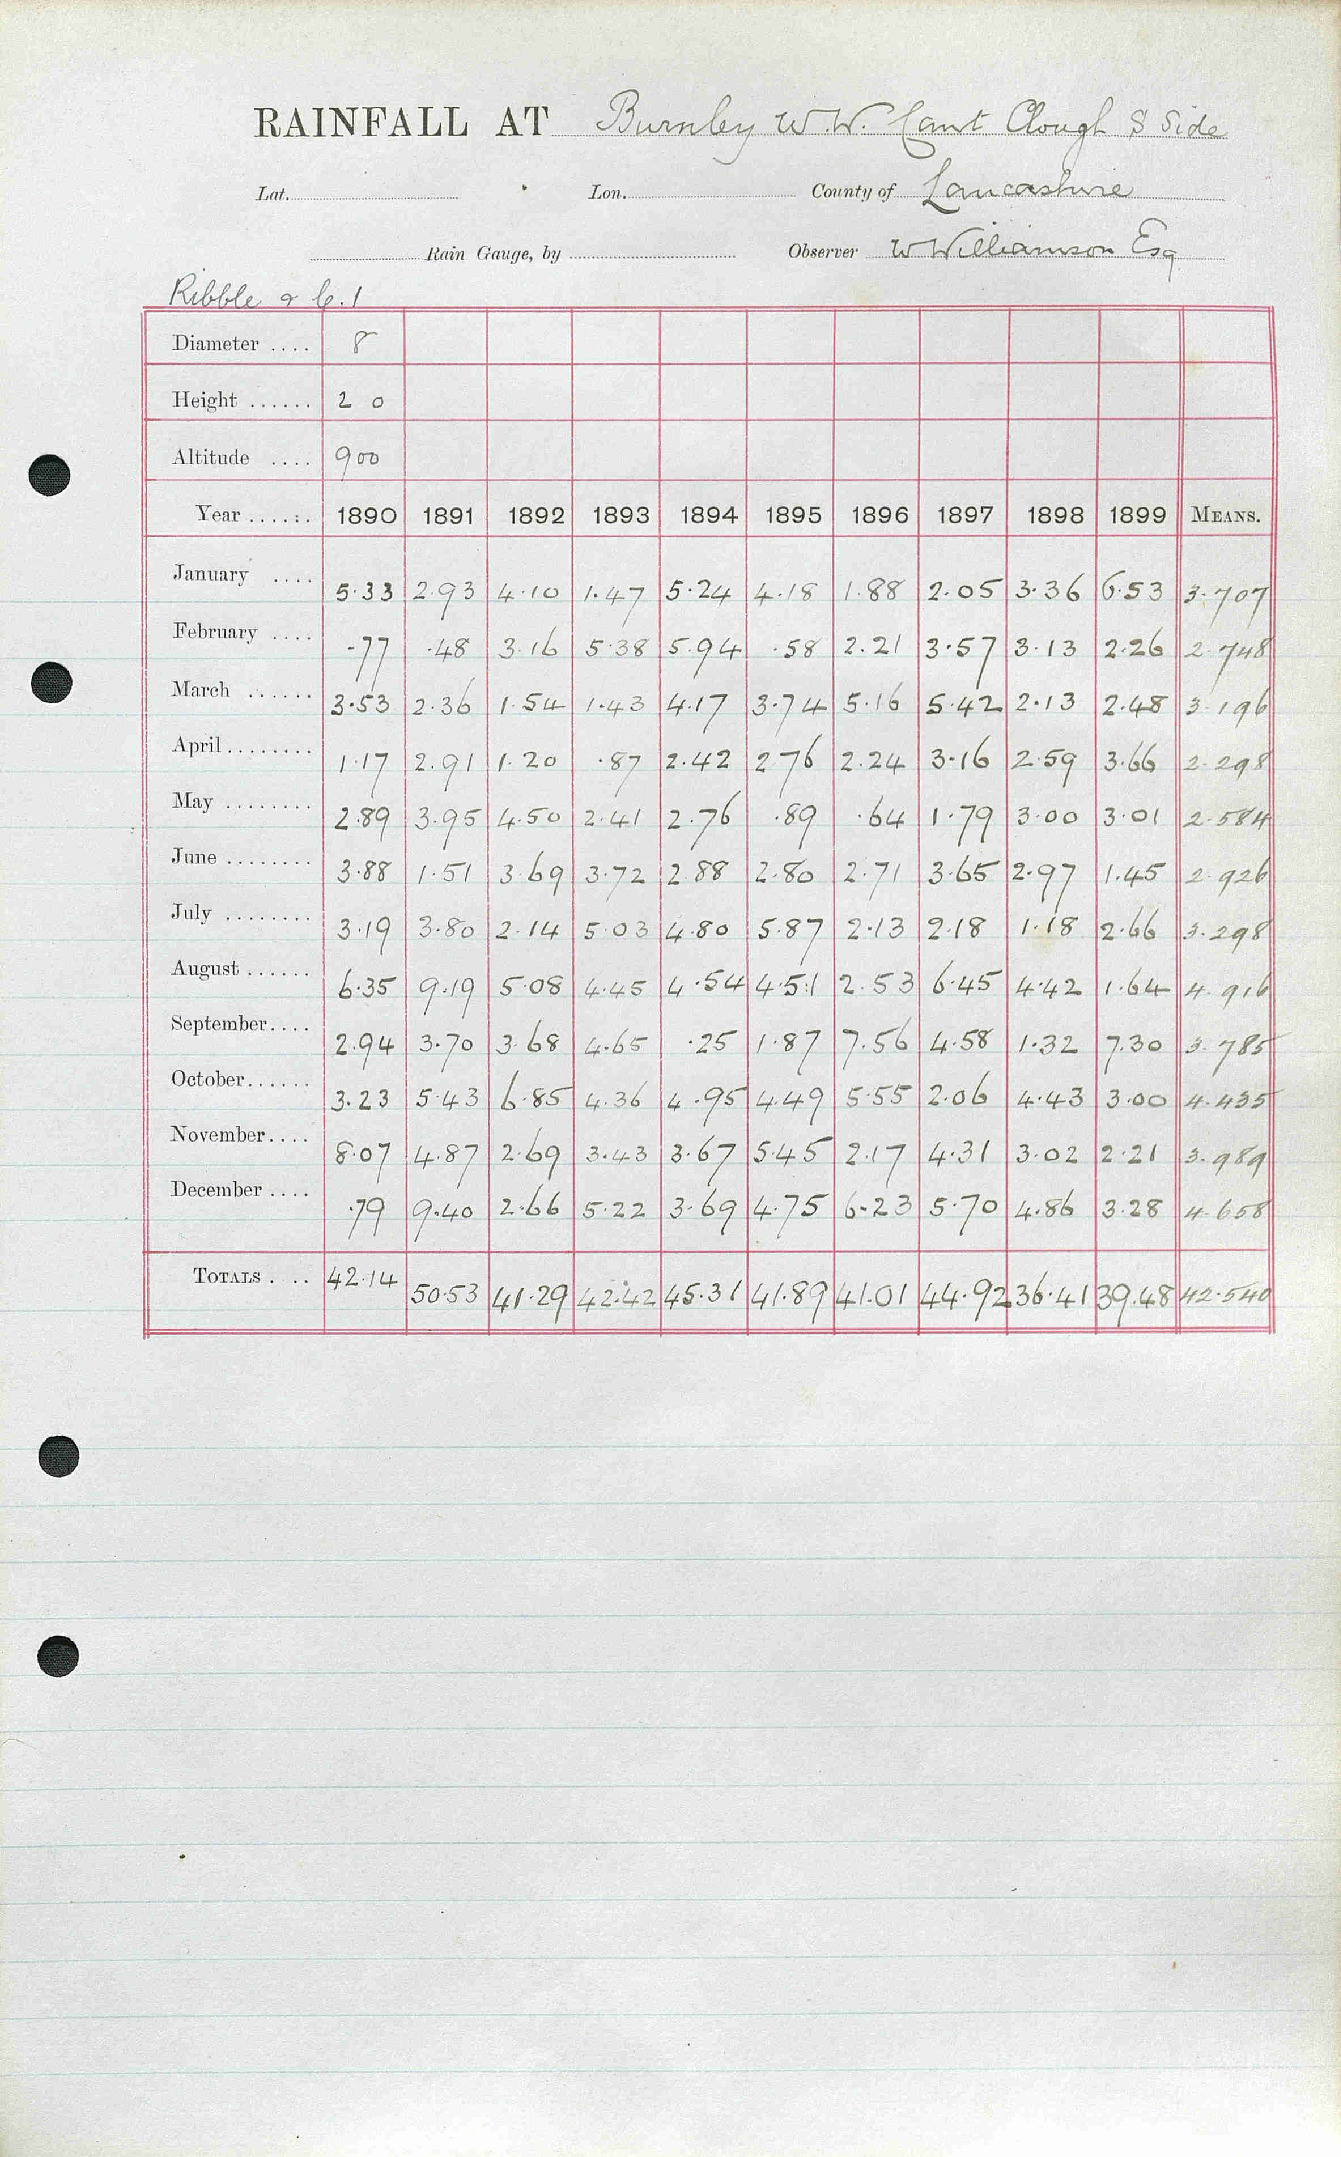 RAINFALL AT Burnley W.W. Cant Clough S Side
Lat. Lon. County of Lancashire
Rain Gauge, by Observer W Williamson Esq
Ribble &
Diameter .... 8
Height ...... 2 0
Altitude .... 900
Year ...... 1890 1891 1892 1893 1894 1895 1896 1897 1898 1899 MEANS.
January .... 5.33 2.93 4.10 1.47 5.24 4.18 1.88 2.05 3.36 6.53 3.707
February .... .77 .48 3.16 5.38 5.94 .58 2.21 3.57 3.13 2.26 2.748
March ...... 3.53 2.36 1.54 1.43 4.17 3.74 5.16 5.42 2.13 2.48 3.196
April ........ 1.17 2.91 1.20 .87 2.42 2.76 2.24 3.16 2.59 3.66 2.298
May ........ 2.89 3.95 4.50 2.41 2.76 .89 .64 1.79 3.00 3.01 2.584
June ........ 3.88 1.51 3.69 3.72 2.88 2.80 2.71 3.65 2.97 1.45 2.926
July ........ 3.19 3.80 2.14 5.03 4.80 5.87 2.13 2.18 1.18 2.66 3.298
August ...... 6.35 9.19 5.08 4.45 4.54 4.51 2.53 6.45 4.42 1.64 4.916
September.... 2.94 3.70 3.68 4.65 .25 1.87 7.56 4.58 1.32 7.30 3.785
October ...... 3.23 5.43 6.85 4.36 4.95 4.49 5.55 2.06 4.43 3.00 4.435
November.... 8.07 4.87 2.69 3.43 3.67 5.45 2.17 4.31 3.02 2.21 3.989
December .... .79 9.40 2.66 5.22 3.69 4.75 6.23 5.70 4.86 3.28 4.658
TOTALS .... 42.14 50.53 41.29 42.42 45.31 41.89 41.01 44.92 36.41 39.48 42.540